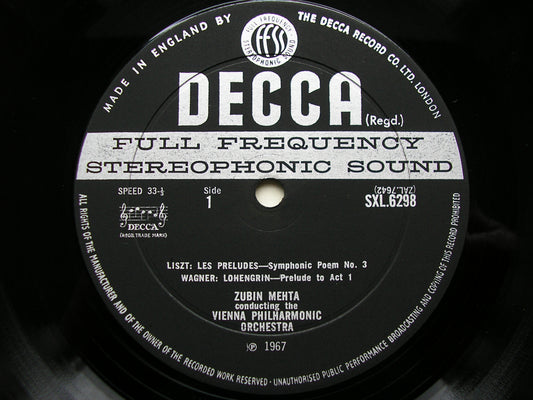 MADE IN ENGLAND BY
FULL FREQUENCY
ffss
STEREOPHONIC SOUND
THE DECCA RECORD CO. LTD. LONDON
DECCA (Regd.)
FULL FREQUENCY
STEREOPHONIC SOUND
SPEED 33-⅓
Side
1
(ZAL.7642)
SXL.6298
DECCA
(REGD. TRADE MARK)
LISZT: LES PRELUDES—Symphonic Poem No. 3
WAGNER: LOHENGRIN—Prelude to Act 1
ZUBIN MEHTA
conducting the
VIENNA PHILHARMONIC
ORCHESTRA
℗ 1967
ALL RIGHTS OF THE MANUFACTURER AND OF THE OWNER OF THE RECORDED WORK RESERVED · UNAUTHORISED PUBLIC PERFORMANCE BROADCASTING AND COPYING OF THIS RECORD PROHIBITED